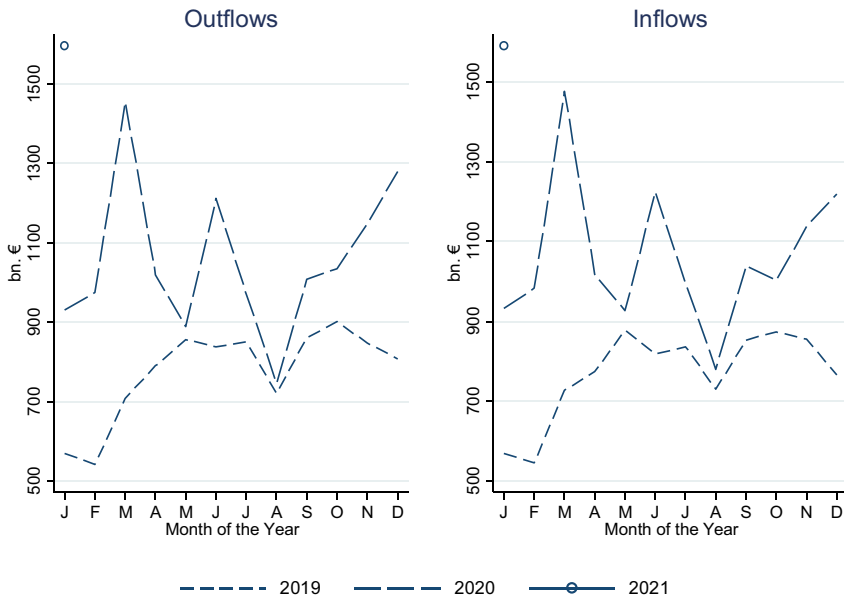 Outflows
bn. €
1500
1300
1100
900
700
500
J F M A M J J A S O N D
Month of the Year
Inflows
bn. €
1500
1300
1100
900
700
500
J F M A M J J A S O N D
Month of the Year
2019 2020 2021